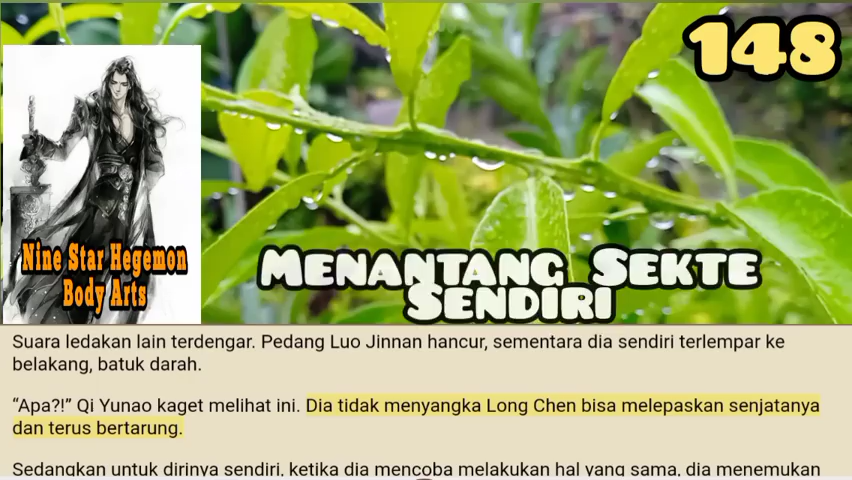 148
Nine Star Hegemon
Body Arts
Menantang Sekte
Sendiri
Suara ledakan lain terdengar. Pedang Luo Jinnan hancur, sementara dia sendiri terlempar ke
belakang, batuk darah.
“Apa?!” Qi Yunao kaget melihat ini. Dia tidak menyangka Long Chen bisa melepaskan senjatanya
dan terus bertarung.
Sedangkan untuk dirinya sendiri, ketika dia mencoba melakukan hal yang sama, dia menemukan